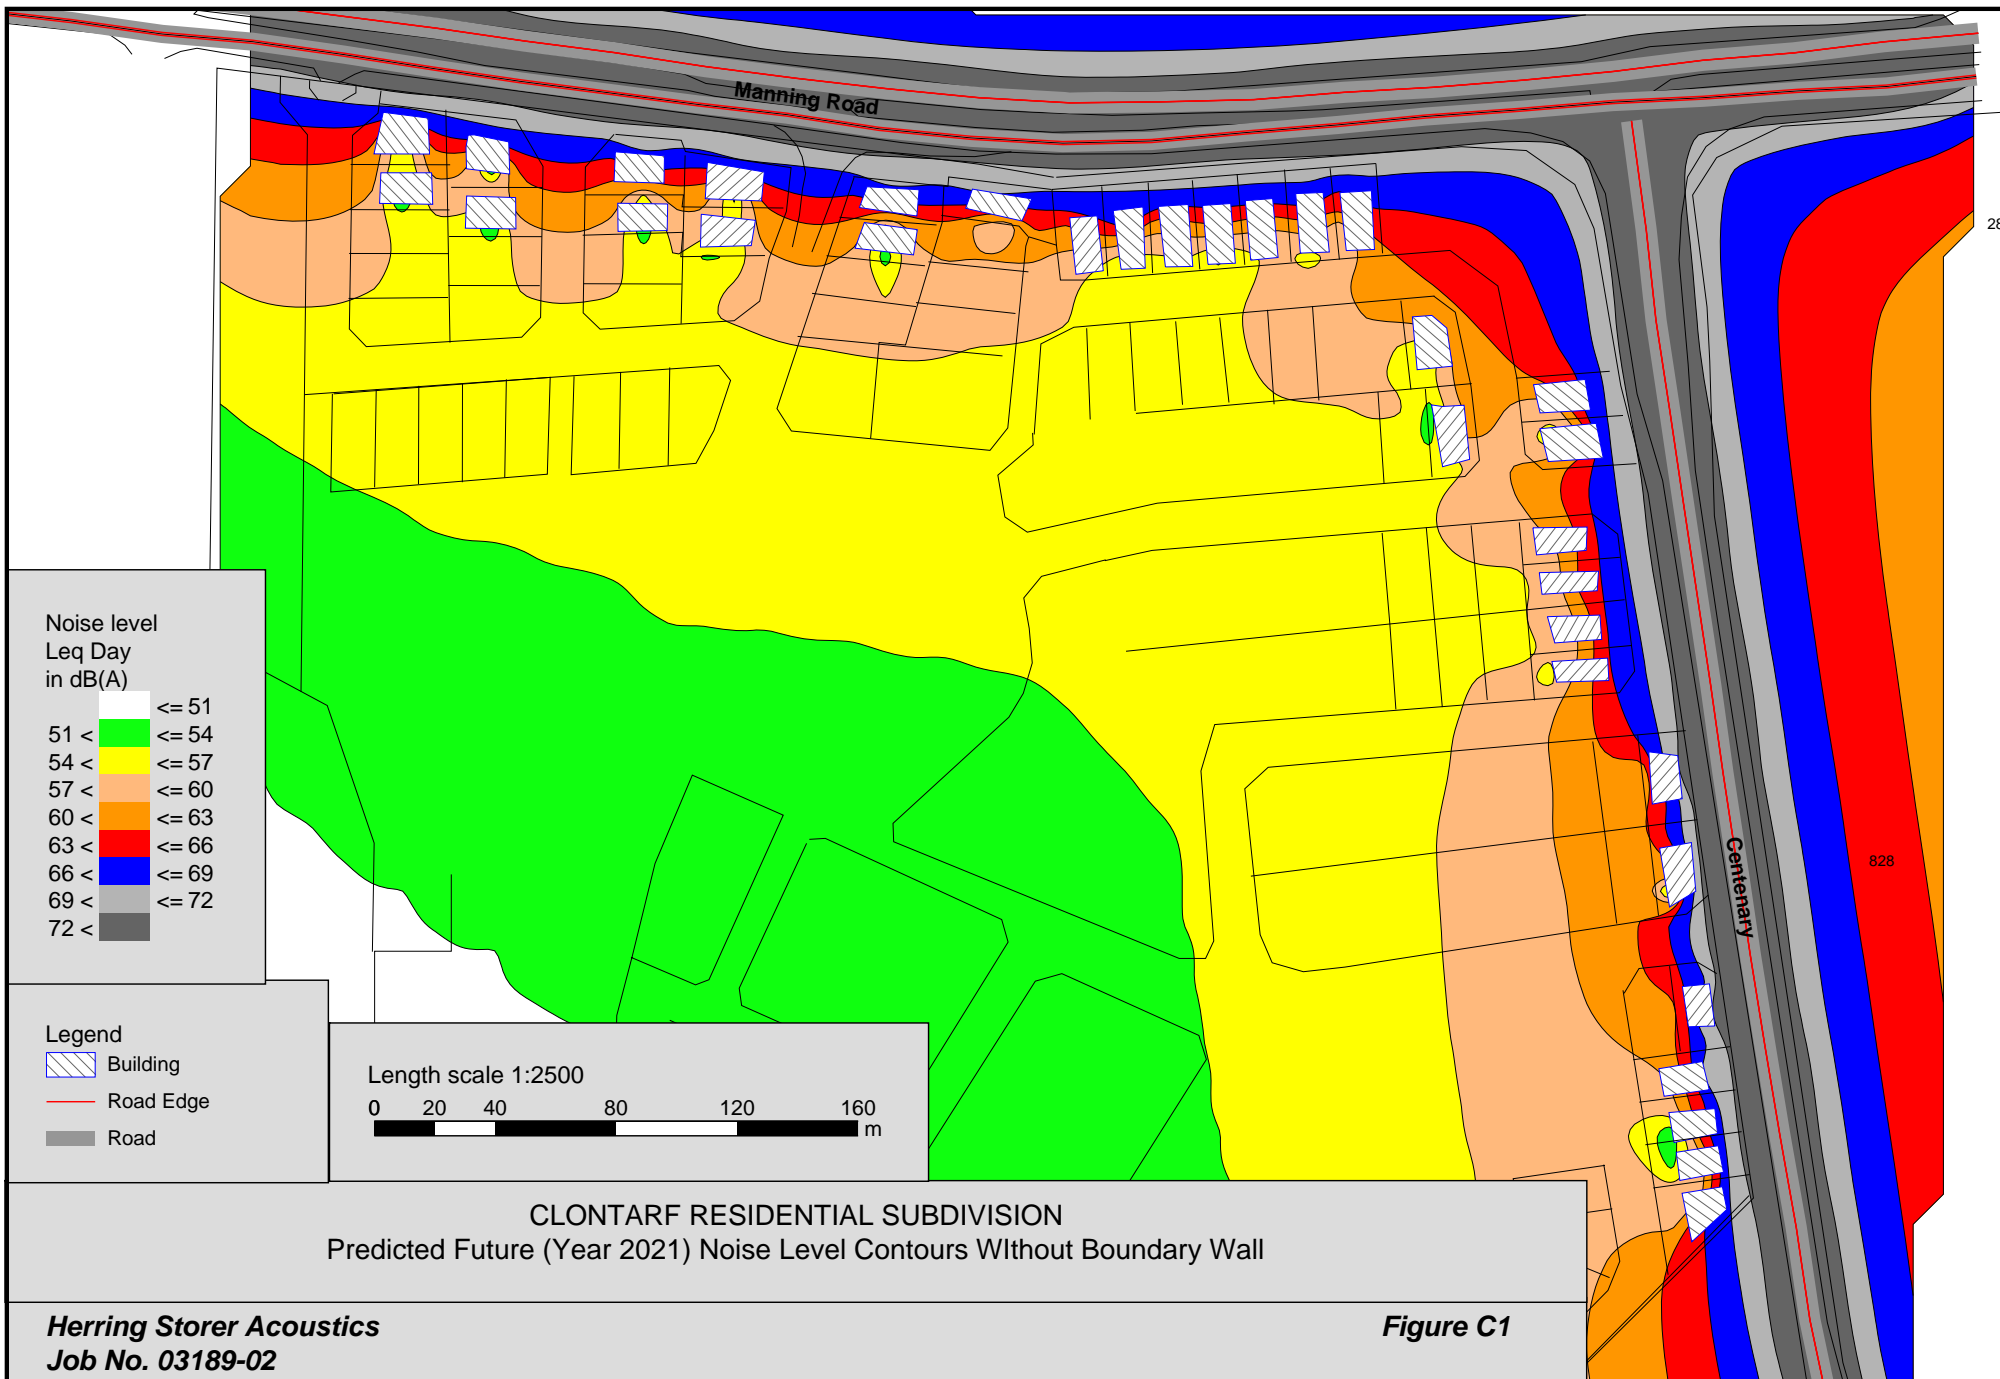 Manning Road
28
Centenary
828
Noise level
Leq Day
in dB(A)
<= 51
51 < <= 54
54 < <= 57
57 < <= 60
60 < <= 63
63 < <= 66
66 < <= 69
69 < <= 72
72 <
Legend
Building
Road Edge
Road
Length scale 1:2500
0 20 40 80 120 160
m
CLONTARF RESIDENTIAL SUBDIVISION
Predicted Future (Year 2021) Noise Level Contours WIthout Boundary Wall
Herring Storer Acoustics
Job No. 03189-02
Figure C1